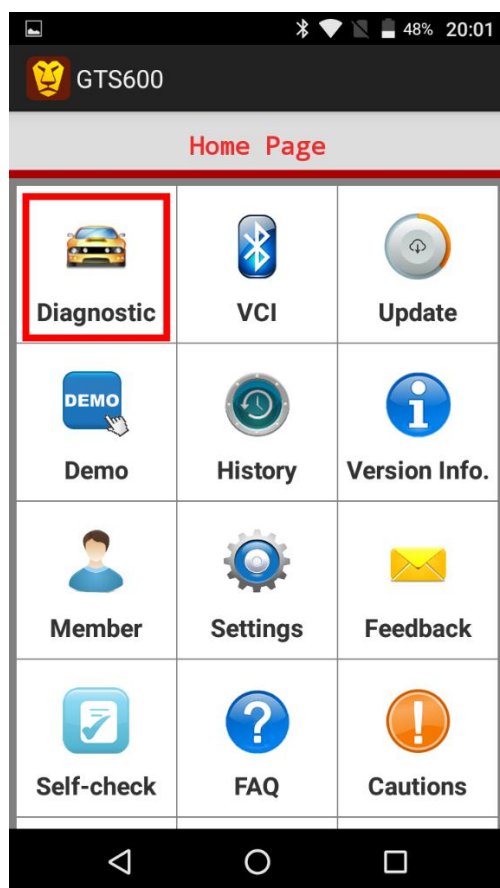 48% 20:01
GTS600
Home Page
Diagnostic VCI Update
DEMO
Demo History Version Info.
Member Settings Feedback
Self-check FAQ Cautions